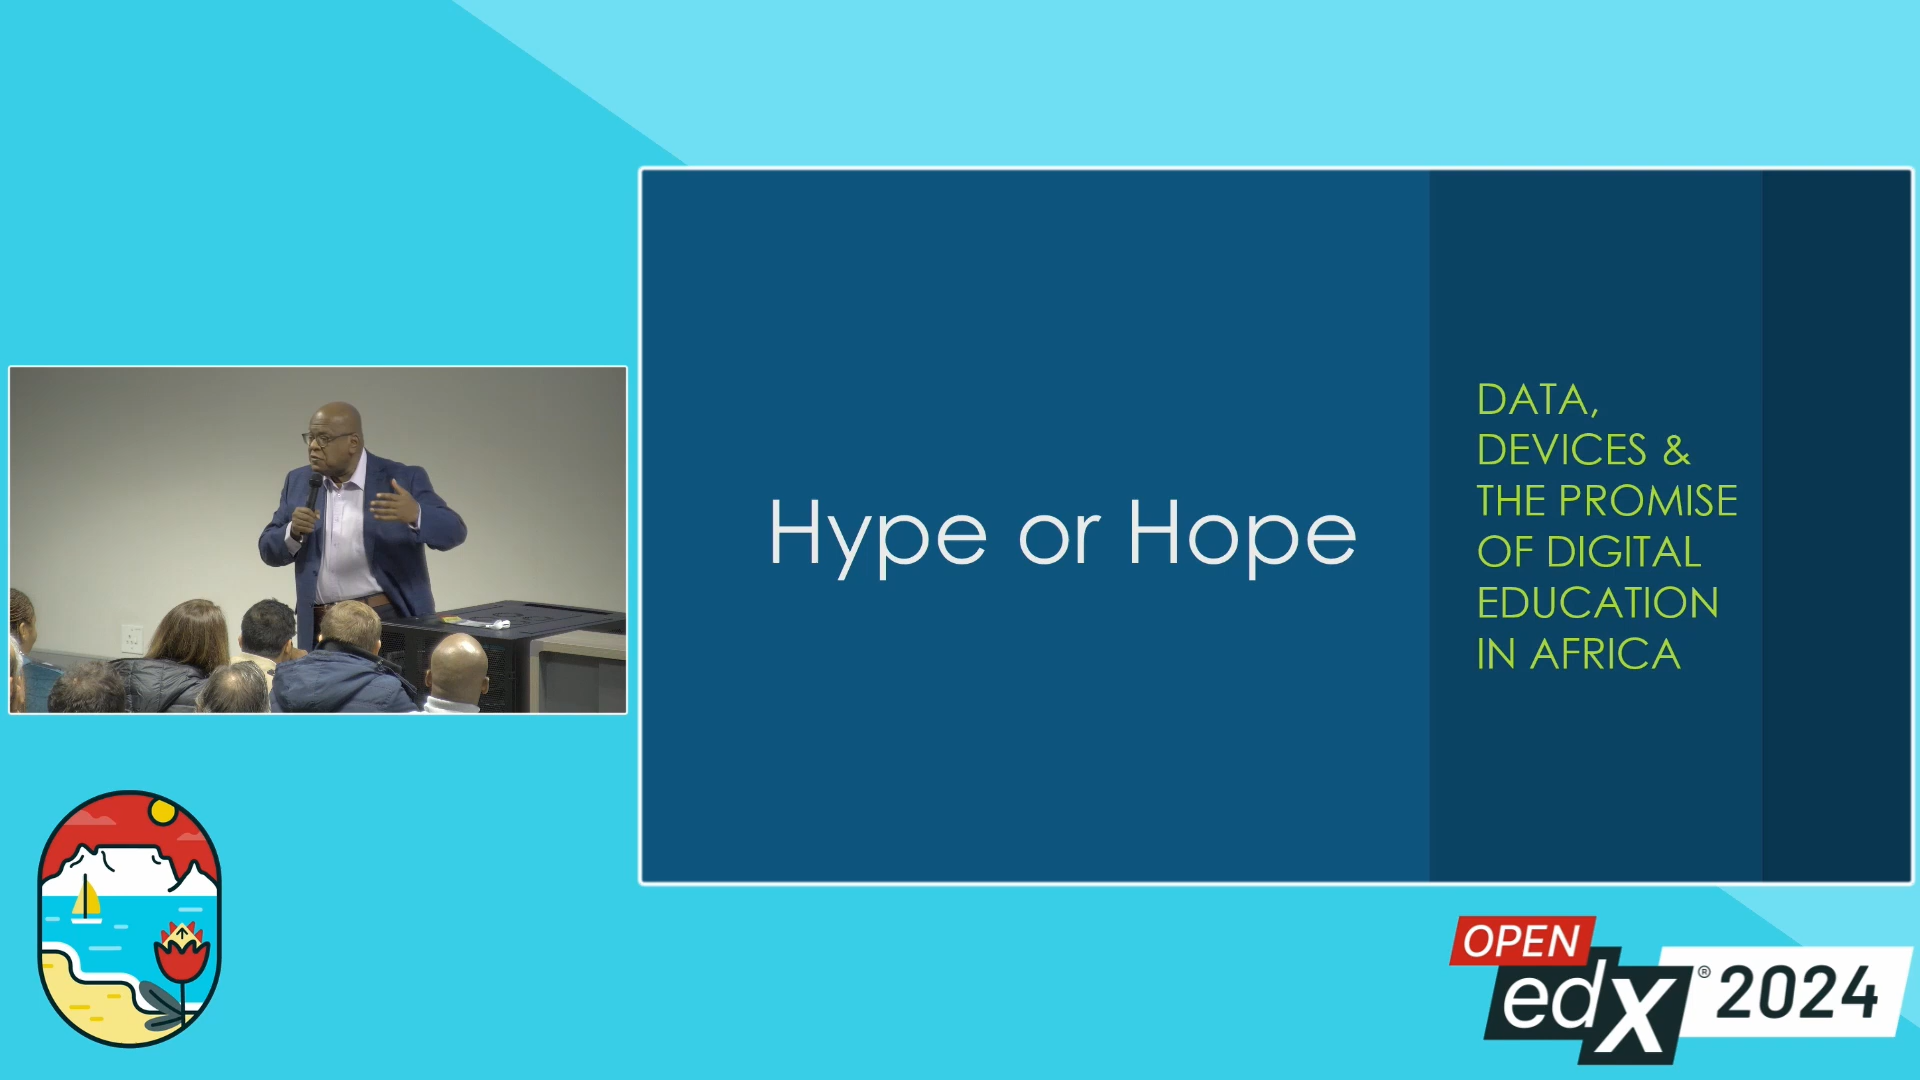 Hype or Hope
DATA,
DEVICES &
THE PROMISE
OF DIGITAL
EDUCATION
IN AFRICA
OPEN
edX® 2024